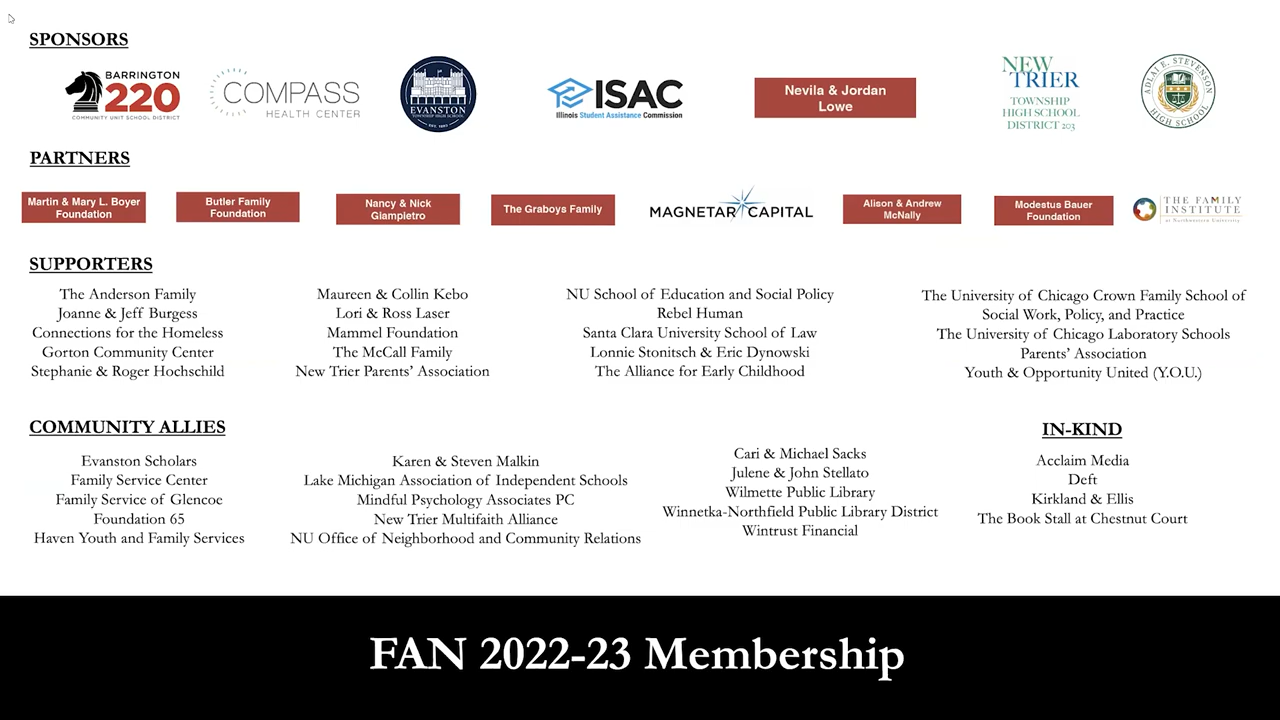 SPONSORS
BARRINGTON
220
COMMUNITY UNIT SCHOOL DISTRICT
COMPASS
HEALTH CENTER
EVANSTON
TOWNSHIP HIGH SCHOOL
EST. 1883
ISAC
Illinois Student Assistance Commission
Nevila & Jordan
Lowe
NEW
TRIER
TOWNSHIP
HIGH SCHOOL
DISTRICT 203
ADLAI E. STEVENSON
HIGH SCHOOL
PARTNERS
Martin & Mary L. Boyer
Foundation
Butler Family
Foundation
Nancy & Nick
Giampietro
The Graboys Family
MAGNETAR CAPITAL
Alison & Andrew
McNally
Modestus Bauer
Foundation
THE FAMILY
INSTITUTE
at Northwestern University
SUPPORTERS
The Anderson Family
Joanne & Jeff Burgess
Connections for the Homeless
Gorton Community Center
Stephanie & Roger Hochschild
Maureen & Collin Kebo
Lori & Ross Laser
Mammel Foundation
The McCall Family
New Trier Parents’ Association
NU School of Education and Social Policy
Rebel Human
Santa Clara University School of Law
Lonnie Stonitsch & Eric Dynowski
The Alliance for Early Childhood
The University of Chicago Crown Family School of
Social Work, Policy, and Practice
The University of Chicago Laboratory Schools
Parents’ Association
Youth & Opportunity United (Y.O.U.)
COMMUNITY ALLIES
Evanston Scholars
Family Service Center
Family Service of Glencoe
Foundation 65
Haven Youth and Family Services
Karen & Steven Malkin
Lake Michigan Association of Independent Schools
Mindful Psychology Associates PC
New Trier Multifaith Alliance
NU Office of Neighborhood and Community Relations
Cari & Michael Sacks
Julene & John Stellato
Wilmette Public Library
Winnetka-Northfield Public Library District
Wintrust Financial
IN-KIND
Acclaim Media
Deft
Kirkland & Ellis
The Book Stall at Chestnut Court
FAN 2022-23 Membership